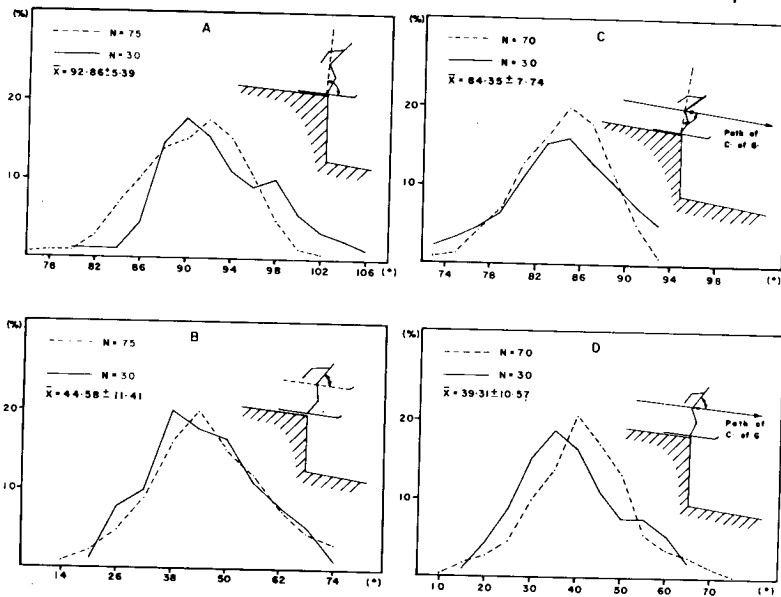 A
(%)
N = 75
N = 30
X̄ = 92·86±5·39
20
10
78 82 86 90 94 98 102 106 (°)
C
(%)
N = 70
N = 30
X̄ = 84·35 ± 7·74
20
10
Path of
C· of G·
74 78 82 86 90 94 98 (°)
B
(%)
N = 75
N = 30
X̄ = 44·58 ± 11·41
20
10
14 26 38 50 62 74 (°)
D
(%)
N = 70
N = 30
X̄ = 39·31±10·57
20
10
Path of
C· of G
10 20 30 40 50 60 70 (°)